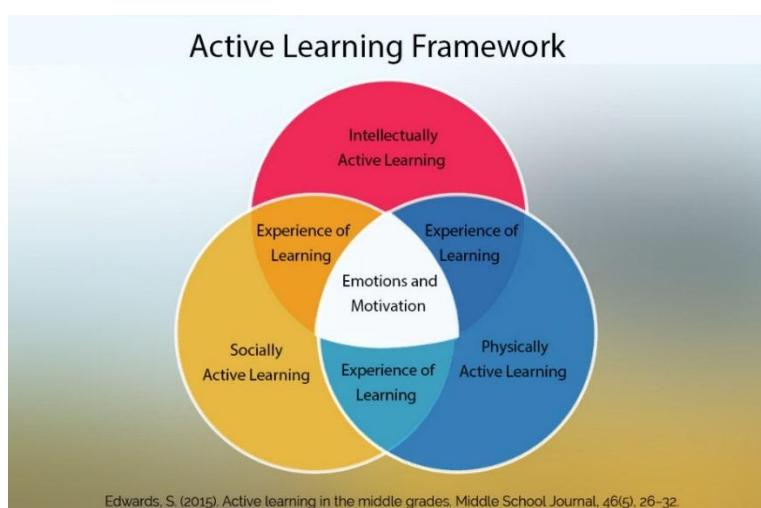 Active Learning Framework
Intellectually
Active Learning
Experience of
Learning
Experience of
Learning
Emotions and
Motivation
Socially
Active Learning
Physically
Active Learning
Experience of
Learning
Edwards, S. (2015). Active learning in the middle grades. Middle School Journal, 46(5), 26–32.